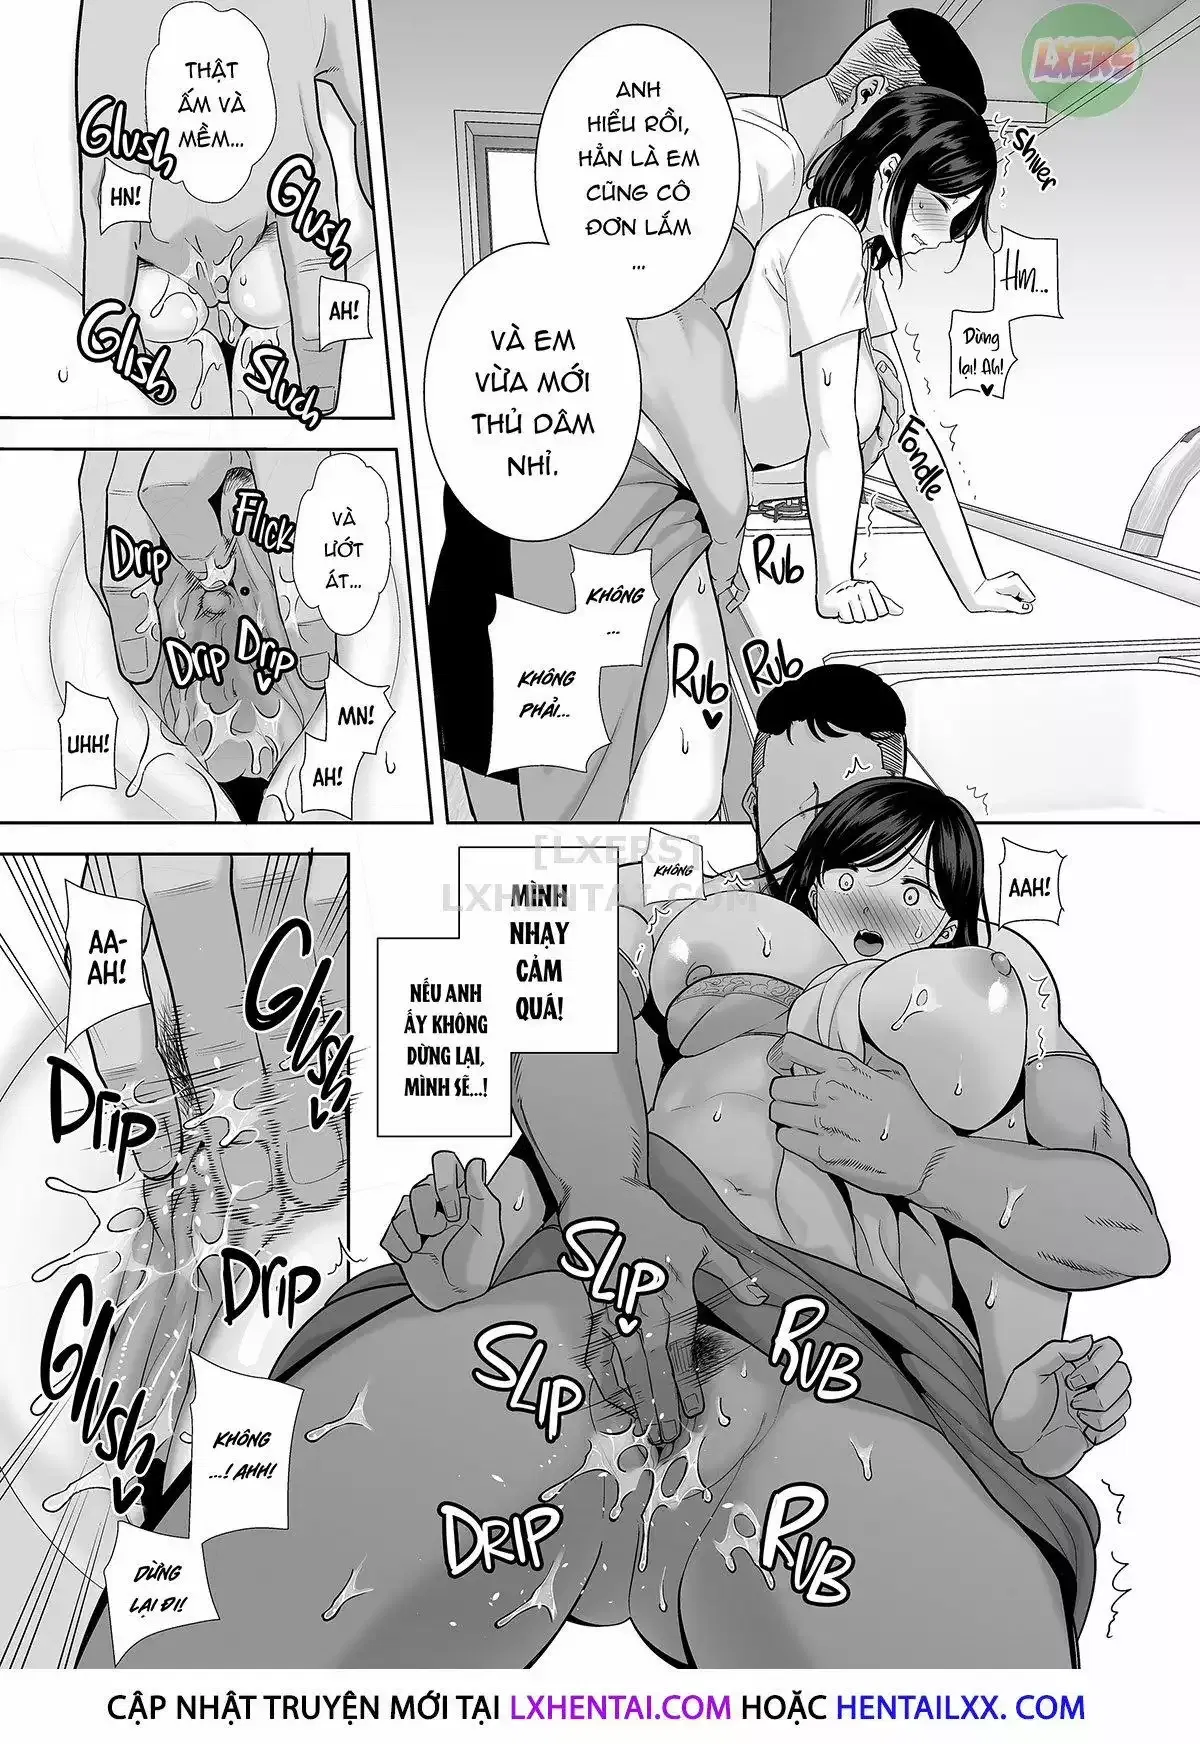 LXERS
ANH
HIỂU RỒI,
HẲN LÀ EM
CŨNG CÔ
ĐƠN LẮM
...
VÀ EM
VỪA MỚI
THỦ DÂM
NHỈ.
Shiver
HM...
Dừng
lại! Ah!
Fondle
Rub
Rub
Rub
KHÔNG
...
KHÔNG
PHẢI...
THẬT
ẤM VÀ
MỀM...
Glush
HN!
Glush
AH!
Glish
Sluch
VÀ
ƯỚT
ÁT...
FLICK
DRIP
DRIP
DRIP
UHH!
MN!
AH!
[LXERS]
LXHENTAI.COM
KHÔNG
AAH!
MÌNH
NHẠY
CẢM
QUÁ!
NẾU ANH
ẤY KHÔNG
DỪNG LẠI,
MÌNH SẼ...!
SLIP
SLIP
RUB
RUB
DRIP
AA-
AH!
Glush
DRIP
DRIP
Glush
KHÔNG
...! AHH!
DỪNG
LẠI ĐI!
CẬP NHẬT TRUYỆN MỚI TẠI LXHENTAI.COM HOẶC HENTAILXX. COM